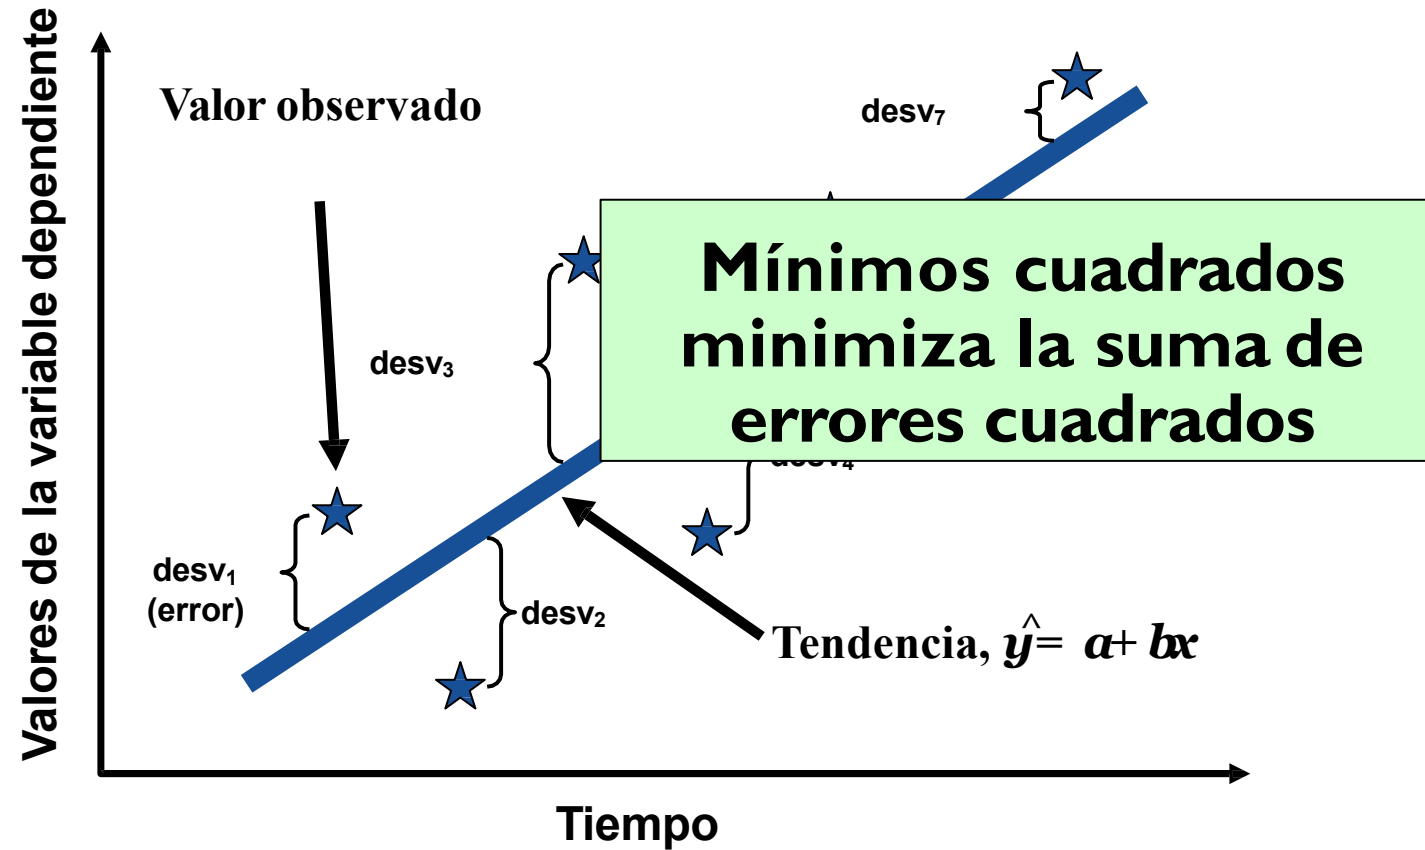 Valores de la variable dependiente
Valor observado
desv₇
Mínimos cuadrados
minimiza la suma de
errores cuadrados
desv₃
desv₄
desv₁
(error)
desv₂
Tendencia, ŷ = a + bx
Tiempo